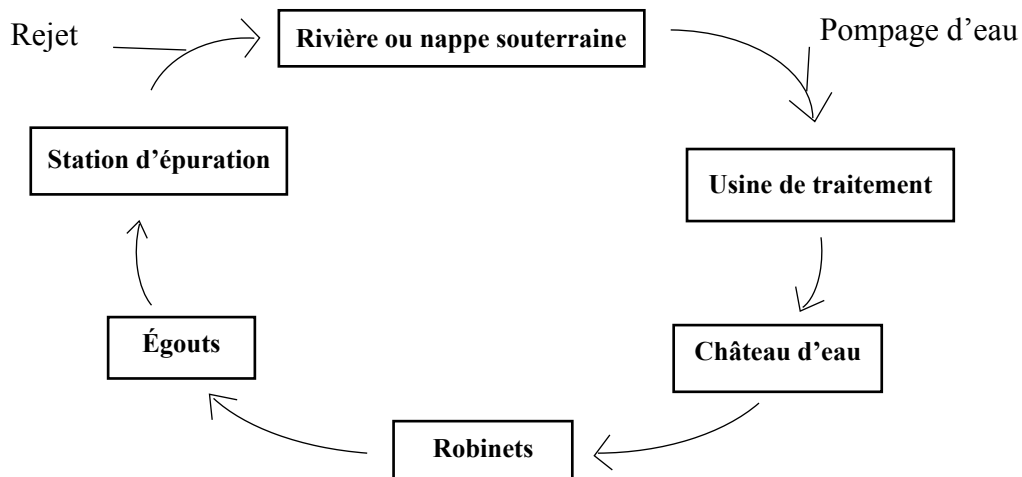 Rejet
Rivière ou nappe souterraine
Pompage d’eau
Station d’épuration
Usine de traitement
Égouts
Château d’eau
Robinets